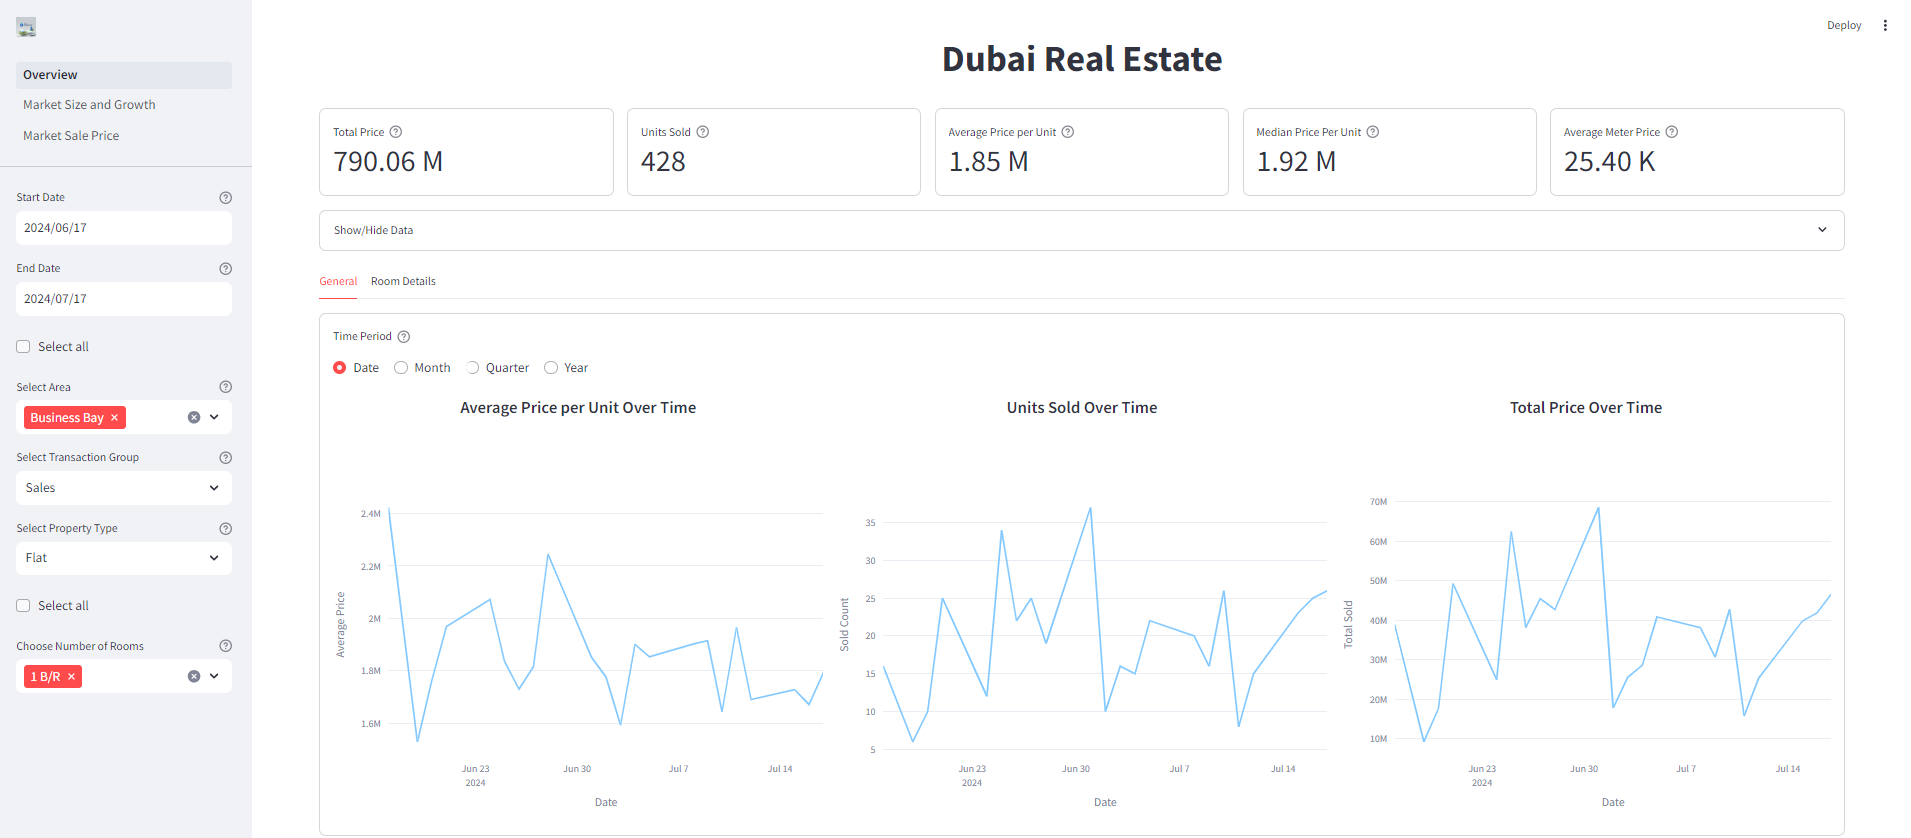 Deploy
Overview
Market Size and Growth
Market Sale Price
Start Date
2024/06/17
End Date
2024/07/17
Select all
Select Area
Business Bay
Select Transaction Group
Sales
Select Property Type
Flat
Select all
Choose Number of Rooms
1 B/R
Dubai Real Estate
Total Price
790.06 M
Units Sold
428
Average Price per Unit
1.85 M
Median Price Per Unit
1.92 M
Average Meter Price
25.40 K
Show/Hide Data
General Room Details
Time Period
Date Month Quarter Year
Average Price per Unit Over Time
2.4M
2.2M
2M
1.8M
1.6M
Average Price
Jun 23 Jun 30 Jul 7 Jul 14
2024
Date
Units Sold Over Time
35
30
25
20
15
10
5
Sold Count
Jun 23 Jun 30 Jul 7 Jul 14
2024
Date
Total Price Over Time
70M
60M
50M
40M
30M
20M
10M
Total Sold
Jun 23 Jun 30 Jul 7 Jul 14
2024
Date